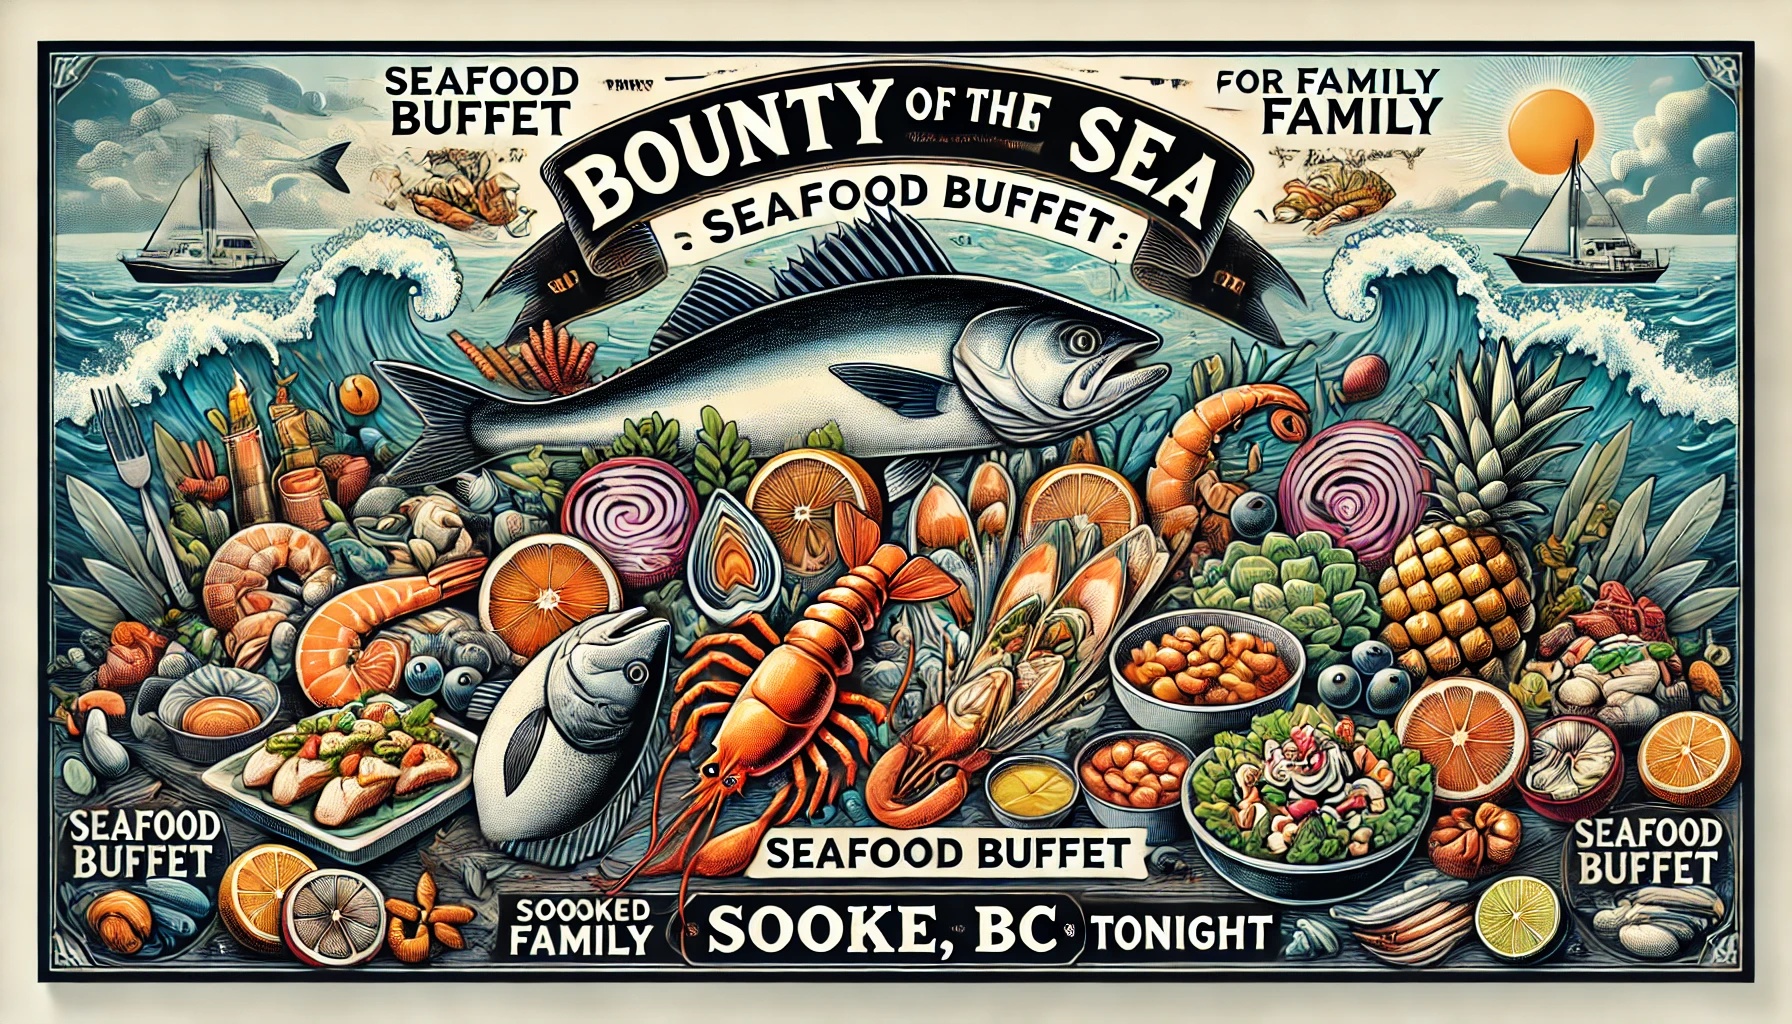 SEAFOOD
BUFFET
BOUNTY OF THE SEA
SEAFOOD BUFFET
FOR FAMILY
FAMILY
SEAFOOD
BUFFET
SEAFOOD BUFFET
SEAFOOD
BUFFET
SOOOKED
FAMILY
SOOKE, BC
TONIGHT